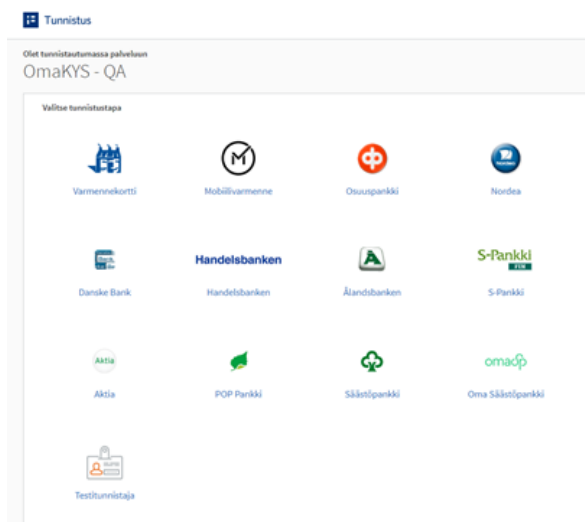 Tunnistus
Olet tunnistautumassa palveluun
OmaKYS - QA
Valitse tunnistustapa
Varmennekortti
Mobiilivarmenne
Osuuspankki
Nordea
Handelsbanken
S-Pankki
Danske Bank
Handelsbanken
Ålandsbanken
S-Pankki
Aktia
omasp
Aktia
POP Pankki
Säästöpankki
Oma Säästöpankki
Testitunnistaja